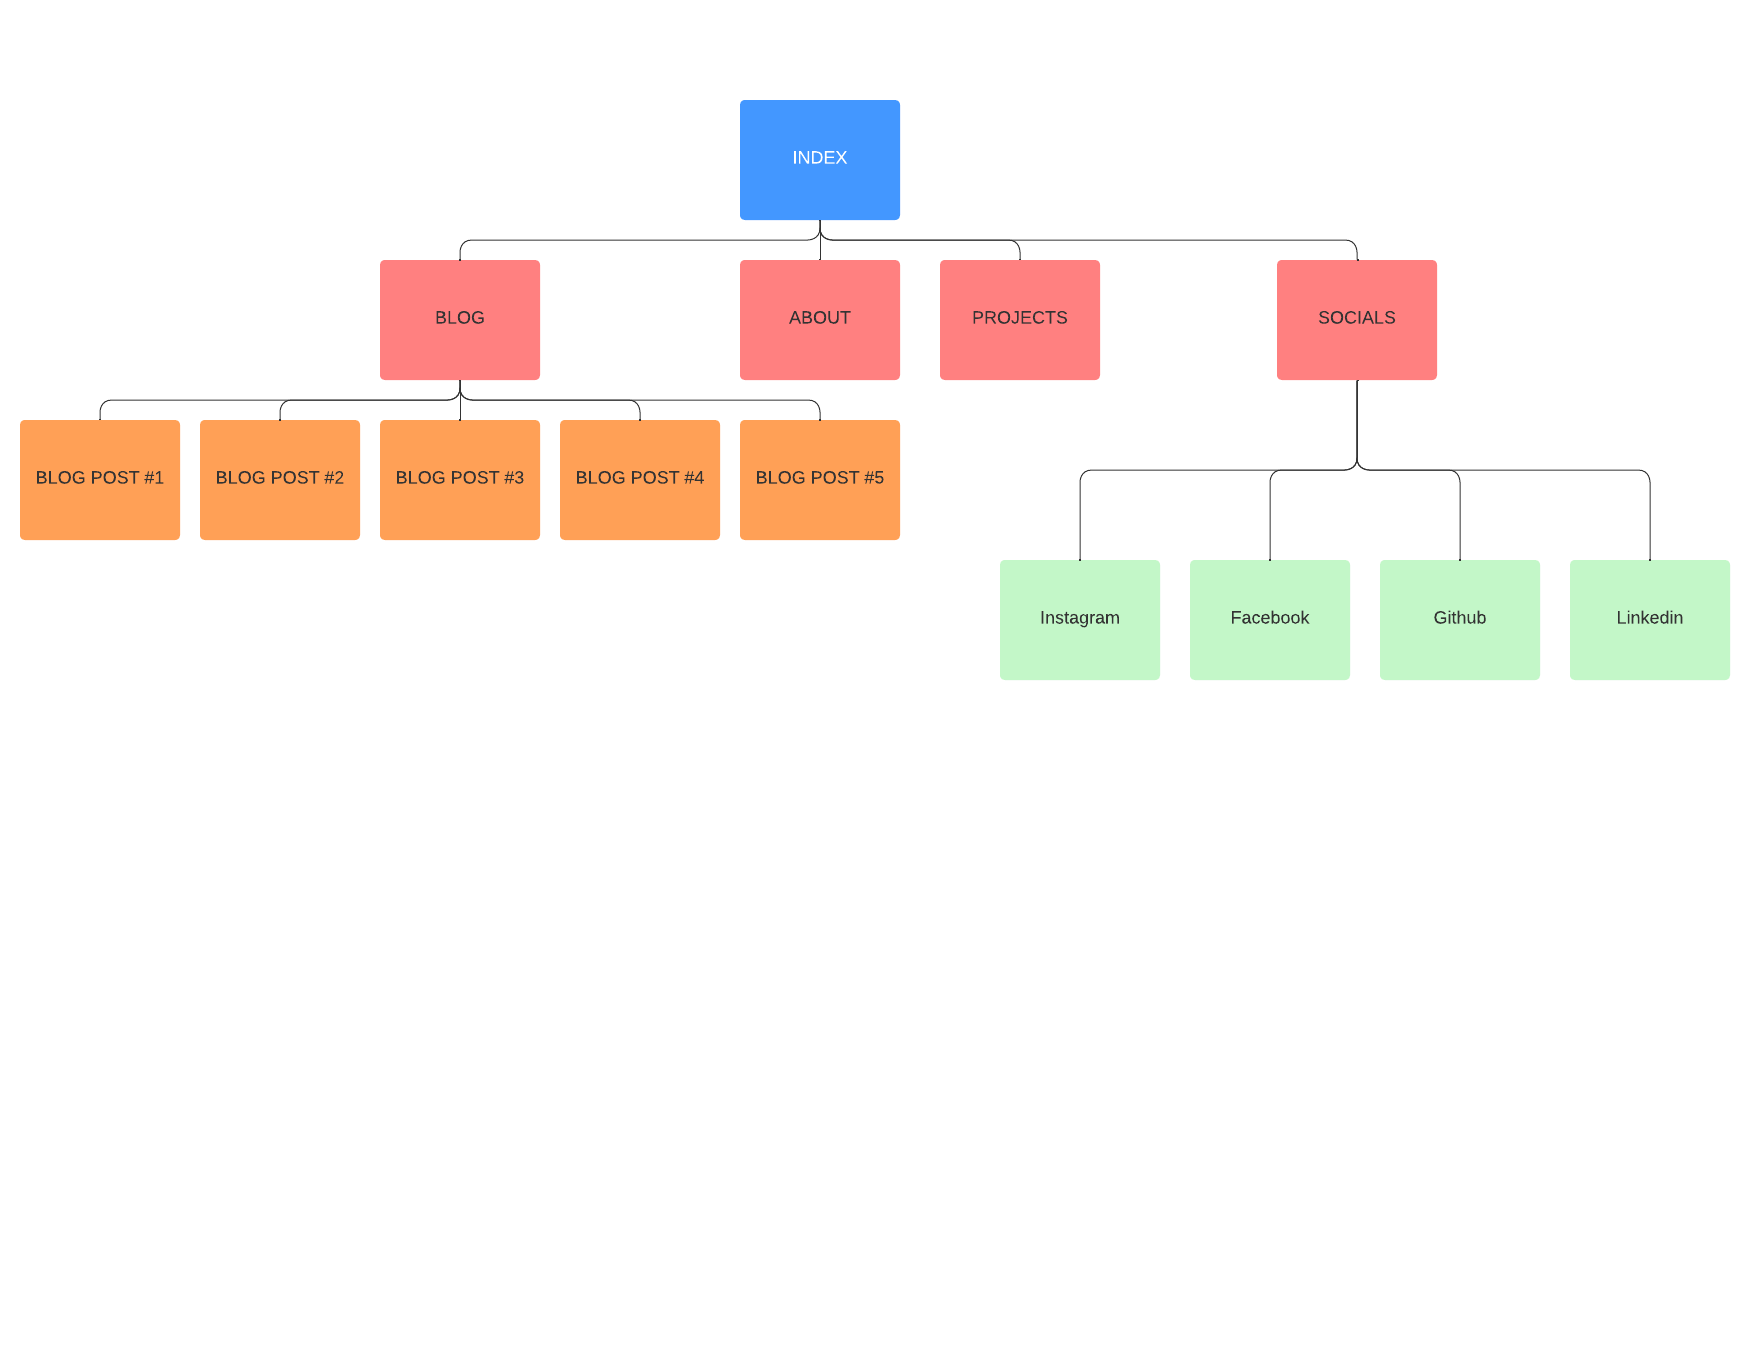 INDEX
BLOG
ABOUT
PROJECTS
SOCIALS
BLOG POST #1
BLOG POST #2
BLOG POST #3
BLOG POST #4
BLOG POST #5
Instagram
Facebook
Github
Linkedin